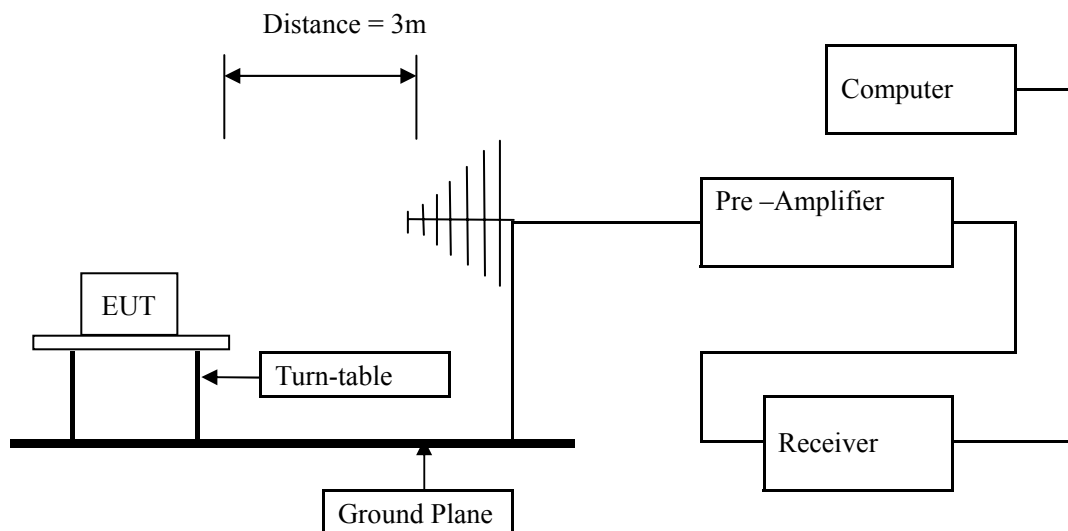 Distance = 3m
Computer
Pre –Amplifier
EUT
Turn-table
Receiver
Ground Plane